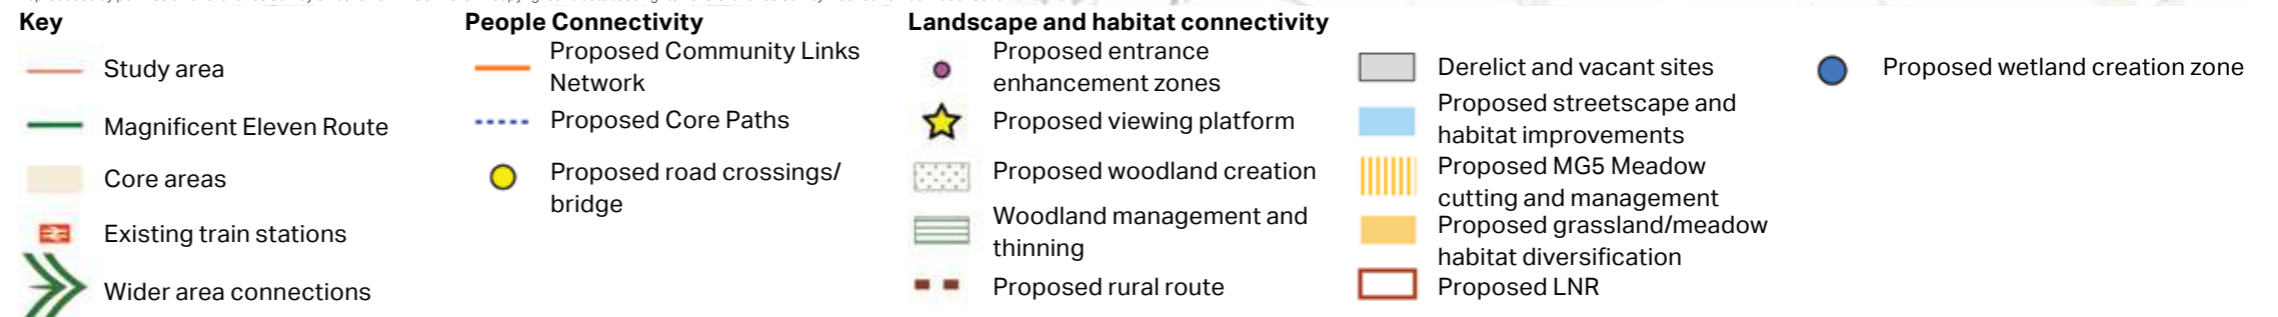 Key
Study area
Magnificent Eleven Route
Core areas
Existing train stations
Wider area connections
People Connectivity
Proposed Community Links
Network
Proposed Core Paths
Proposed road crossings/
bridge
Landscape and habitat connectivity
Proposed entrance
enhancement zones
Proposed viewing platform
Proposed woodland creation
Woodland management and
thinning
Proposed rural route
Derelict and vacant sites
Proposed streetscape and
habitat improvements
Proposed MG5 Meadow
cutting and management
Proposed grassland/meadow
habitat diversification
Proposed LNR
Proposed wetland creation zone